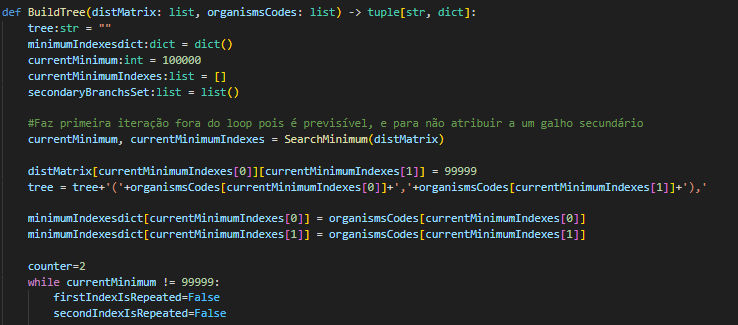 def BuildTree(distMatrix: list, organismsCodes: list) -> tuple[str, dict]:
    tree:str = ""
    minimumIndexesdict:dict = dict()
    currentMinimum:int = 100000
    currentMinimumIndexes:list = []
    secondaryBranchsSet:list = list()

    #Faz primeira iteração fora do loop pois é previsível, e para não atribuir a um galho secundário
    currentMinimum, currentMinimumIndexes = SearchMinimum(distMatrix)

    distMatrix[currentMinimumIndexes[0]][currentMinimumIndexes[1]] = 99999
    tree = tree+'('+organismsCodes[currentMinimumIndexes[0]]+','+organismsCodes[currentMinimumIndexes[1]]+'),'

    minimumIndexesdict[currentMinimumIndexes[0]] = organismsCodes[currentMinimumIndexes[0]]
    minimumIndexesdict[currentMinimumIndexes[1]] = organismsCodes[currentMinimumIndexes[1]]

    counter=2
    while currentMinimum != 99999:
        firstIndexIsRepeated=False
        secondIndexIsRepeated=False